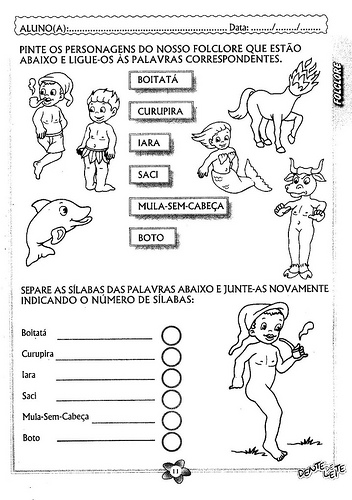 ALUNO(A):.......................................................... Data: ......../......../........
PINTE OS PERSONAGENS DO NOSSO FOLCLORE QUE ESTÃO
ABAIXO E LIGUE-OS ÀS PALAVRAS CORRESPONDENTES.
FOLCLORE
BOITATÁ
CURUPIRA
IARA
SACI
MULA-SEM-CABEÇA
BOTO
SEPARE AS SÍLABAS DAS PALAVRAS ABAIXO E JUNTE-AS NOVAMENTE
INDICANDO O NÚMERO DE SÍLABAS:
Boitatá
Curupira
Iara
Saci
Mula-Sem-Cabeça
Boto
11
DENTE DE LEITE